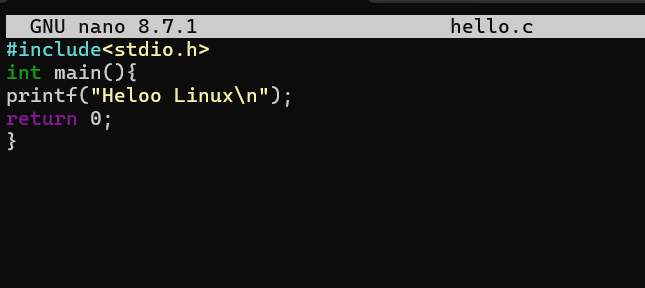 GNU nano 8.7.1 hello.c
#include<stdio.h>
int main(){
printf("Heloo Linux\n");
return 0;
}